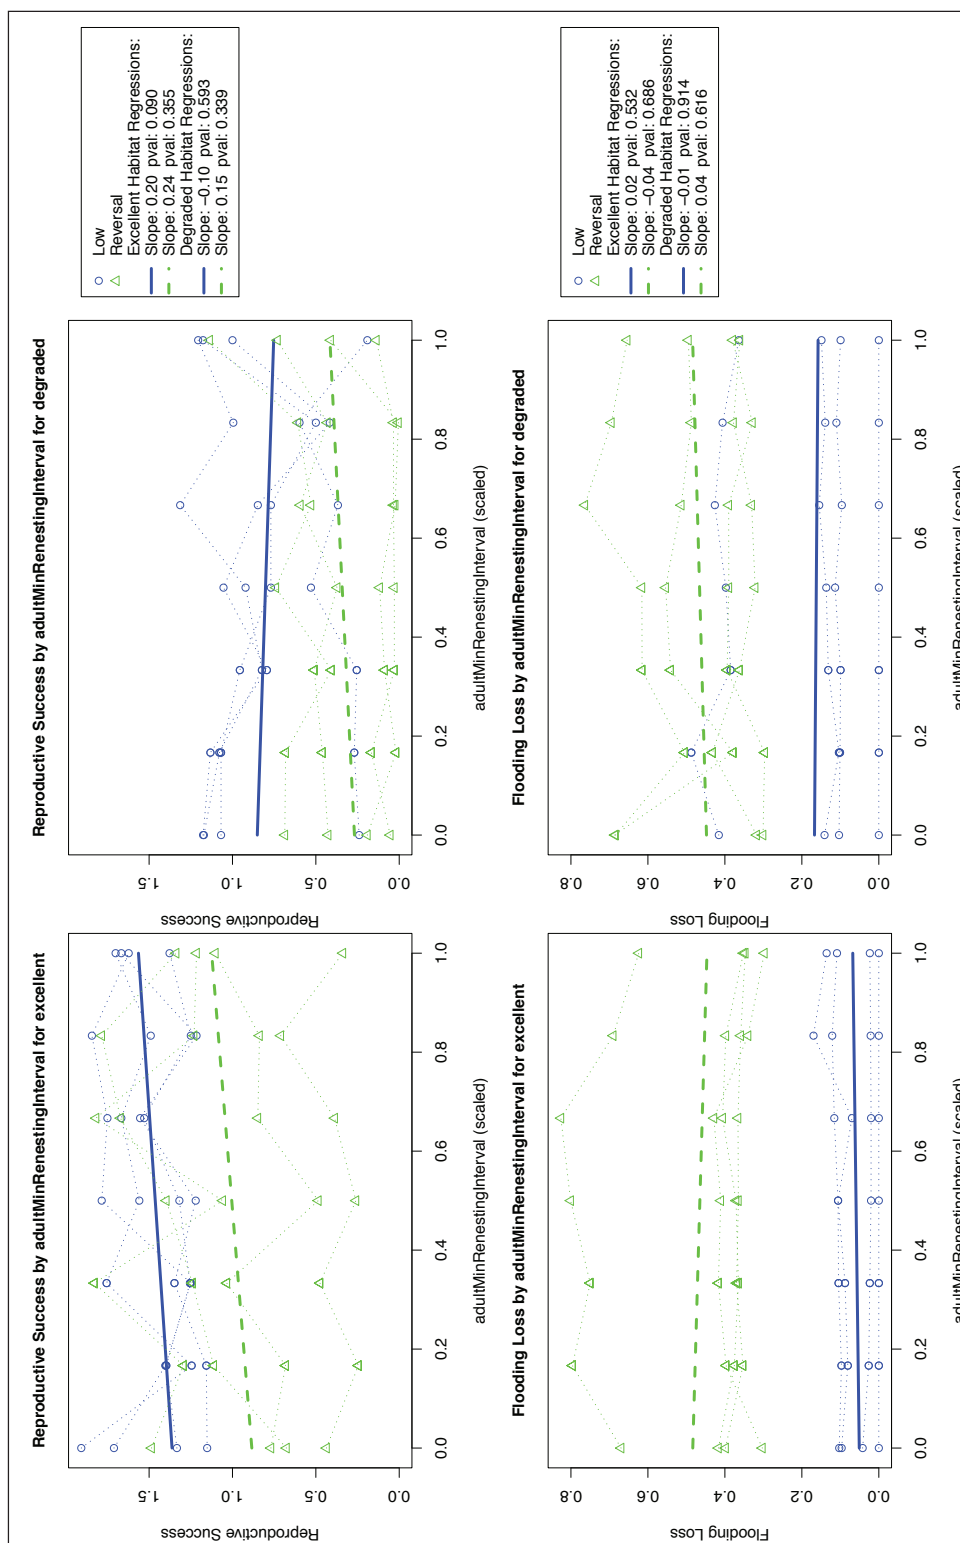 Reproductive Success by adultMinRenestingInterval for excellent
Reproductive Success
0.0 0.5 1.0 1.5
0.0 0.2 0.4 0.6 0.8 1.0
adultMinRenestingInterval (scaled)
Reproductive Success by adultMinRenestingInterval for degraded
Reproductive Success
0.0 0.5 1.0 1.5
0.0 0.2 0.4 0.6 0.8 1.0
adultMinRenestingInterval (scaled)
Low
Reversal
Excellent Habitat Regressions:
Slope: 0.20 pval: 0.090
Slope: 0.24 pval: 0.355
Degraded Habitat Regressions:
Slope: −0.10 pval: 0.593
Slope: 0.15 pval: 0.339
Flooding Loss by adultMinRenestingInterval for excellent
Flooding Loss
0.0 0.2 0.4 0.6 0.8
0.0 0.2 0.4 0.6 0.8 1.0
adultMinRenestingInterval (scaled)
Flooding Loss by adultMinRenestingInterval for degraded
Flooding Loss
0.0 0.2 0.4 0.6 0.8
0.0 0.2 0.4 0.6 0.8 1.0
adultMinRenestingInterval (scaled)
Low
Reversal
Excellent Habitat Regressions:
Slope: 0.02 pval: 0.532
Slope: −0.04 pval: 0.686
Degraded Habitat Regressions:
Slope: −0.01 pval: 0.914
Slope: 0.04 pval: 0.616